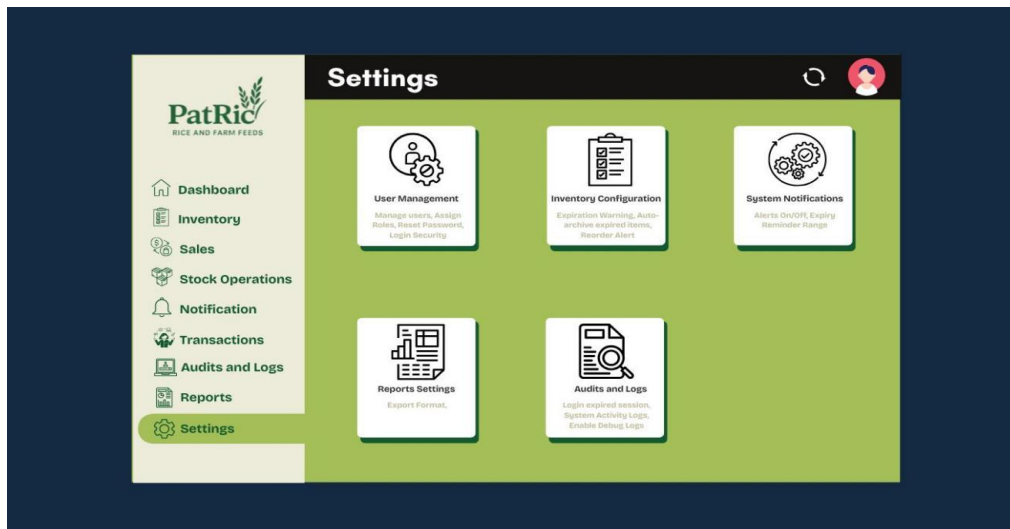 PatRic
RICE AND FARM FEEDS
Dashboard
Inventory
Sales
Stock Operations
Notification
Transactions
Audits and Logs
Reports
Settings
Settings
User Management
Manage users, Assign
Roles, Reset Password,
Login Security
Inventory Configuration
Expiration Warning, Auto-
archive expired items,
Reorder Alert
System Notifications
Alerts On/Off, Expiry
Reminder Range
Reports Settings
Export Format,
Audits and Logs
Login expired session,
System Activity Logs,
Enable Debug Logs